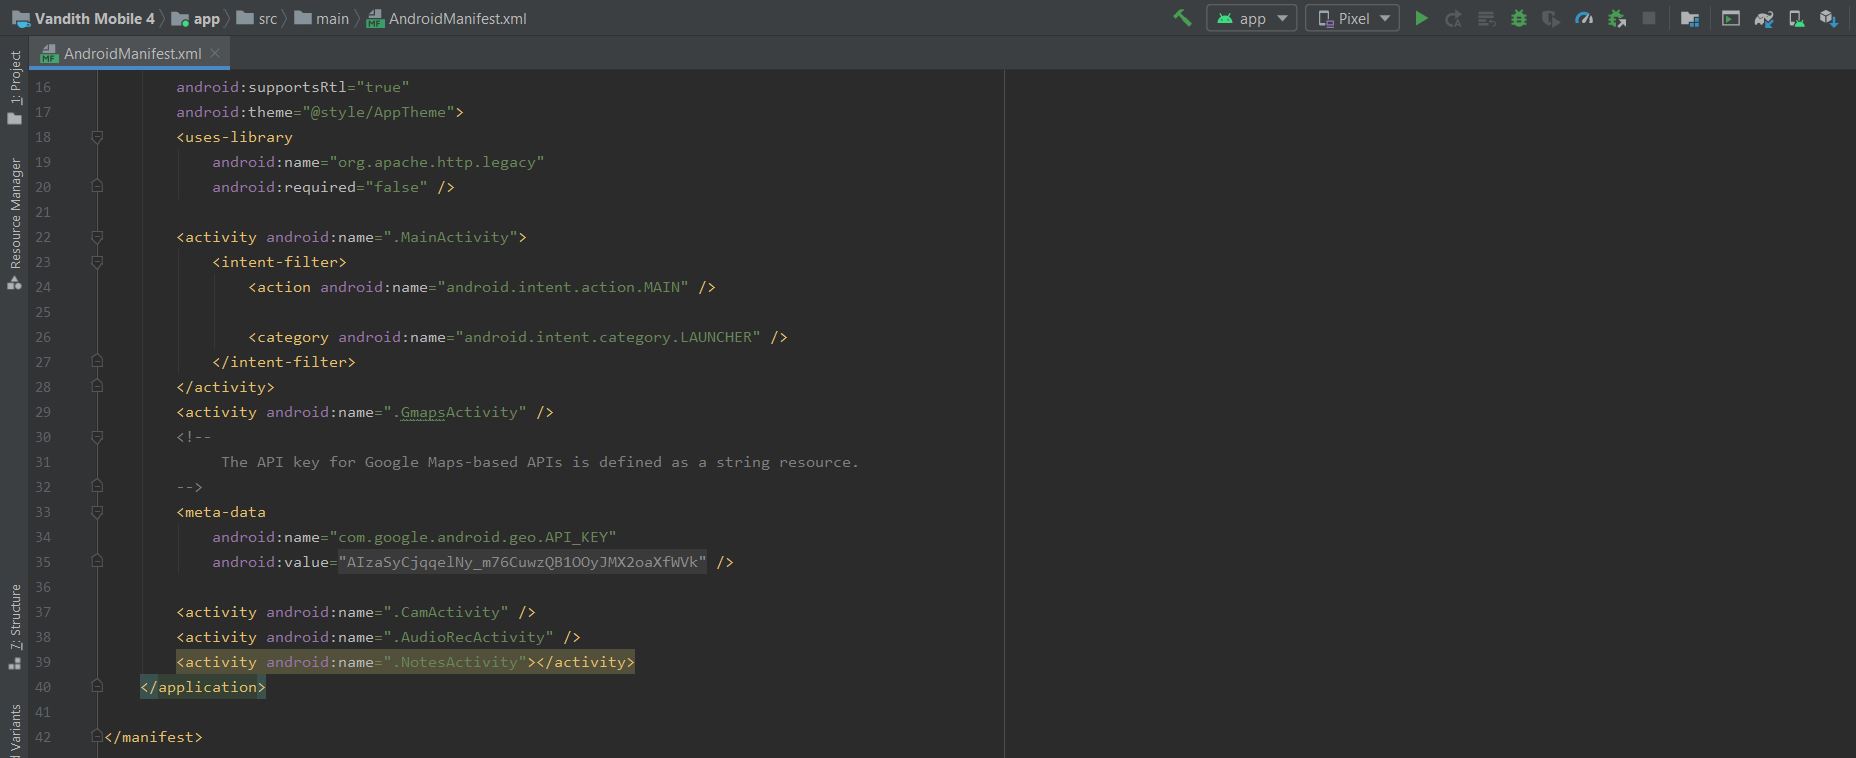 Vandith Mobile 4 app src main AndroidManifest.xml app Pixel
AndroidManifest.xml
1: Project
Resource Manager
7: Structure
d Variants
16 android:supportsRtl="true"
17 android:theme="@style/AppTheme">
18 <uses-library
19 android:name="org.apache.http.legacy"
20 android:required="false" />
21
22 <activity android:name=".MainActivity">
23 <intent-filter>
24 <action android:name="android.intent.action.MAIN" />
25
26 <category android:name="android.intent.category.LAUNCHER" />
27 </intent-filter>
28 </activity>
29 <activity android:name=".GmapsActivity" />
30 <!--
31 The API key for Google Maps-based APIs is defined as a string resource.
32 -->
33 <meta-data
34 android:name="com.google.android.geo.API_KEY"
35 android:value="AIzaSyCjqqelNy_m76CuwzQB1OOyJMX2oaXfWVk" />
36
37 <activity android:name=".CamActivity" />
38 <activity android:name=".AudioRecActivity" />
39 <activity android:name=".NotesActivity"></activity>
40 </application>
41
42 </manifest>